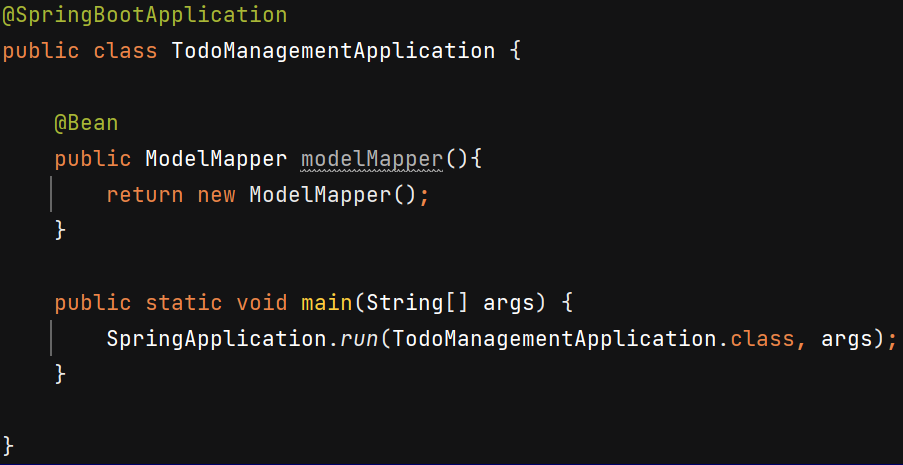 @SpringBootApplication
public class TodoManagementApplication {
@Bean
public ModelMapper modelMapper(){
return new ModelMapper();
}
public static void main(String[] args) {
SpringApplication.run(TodoManagementApplication.class, args);
}
}